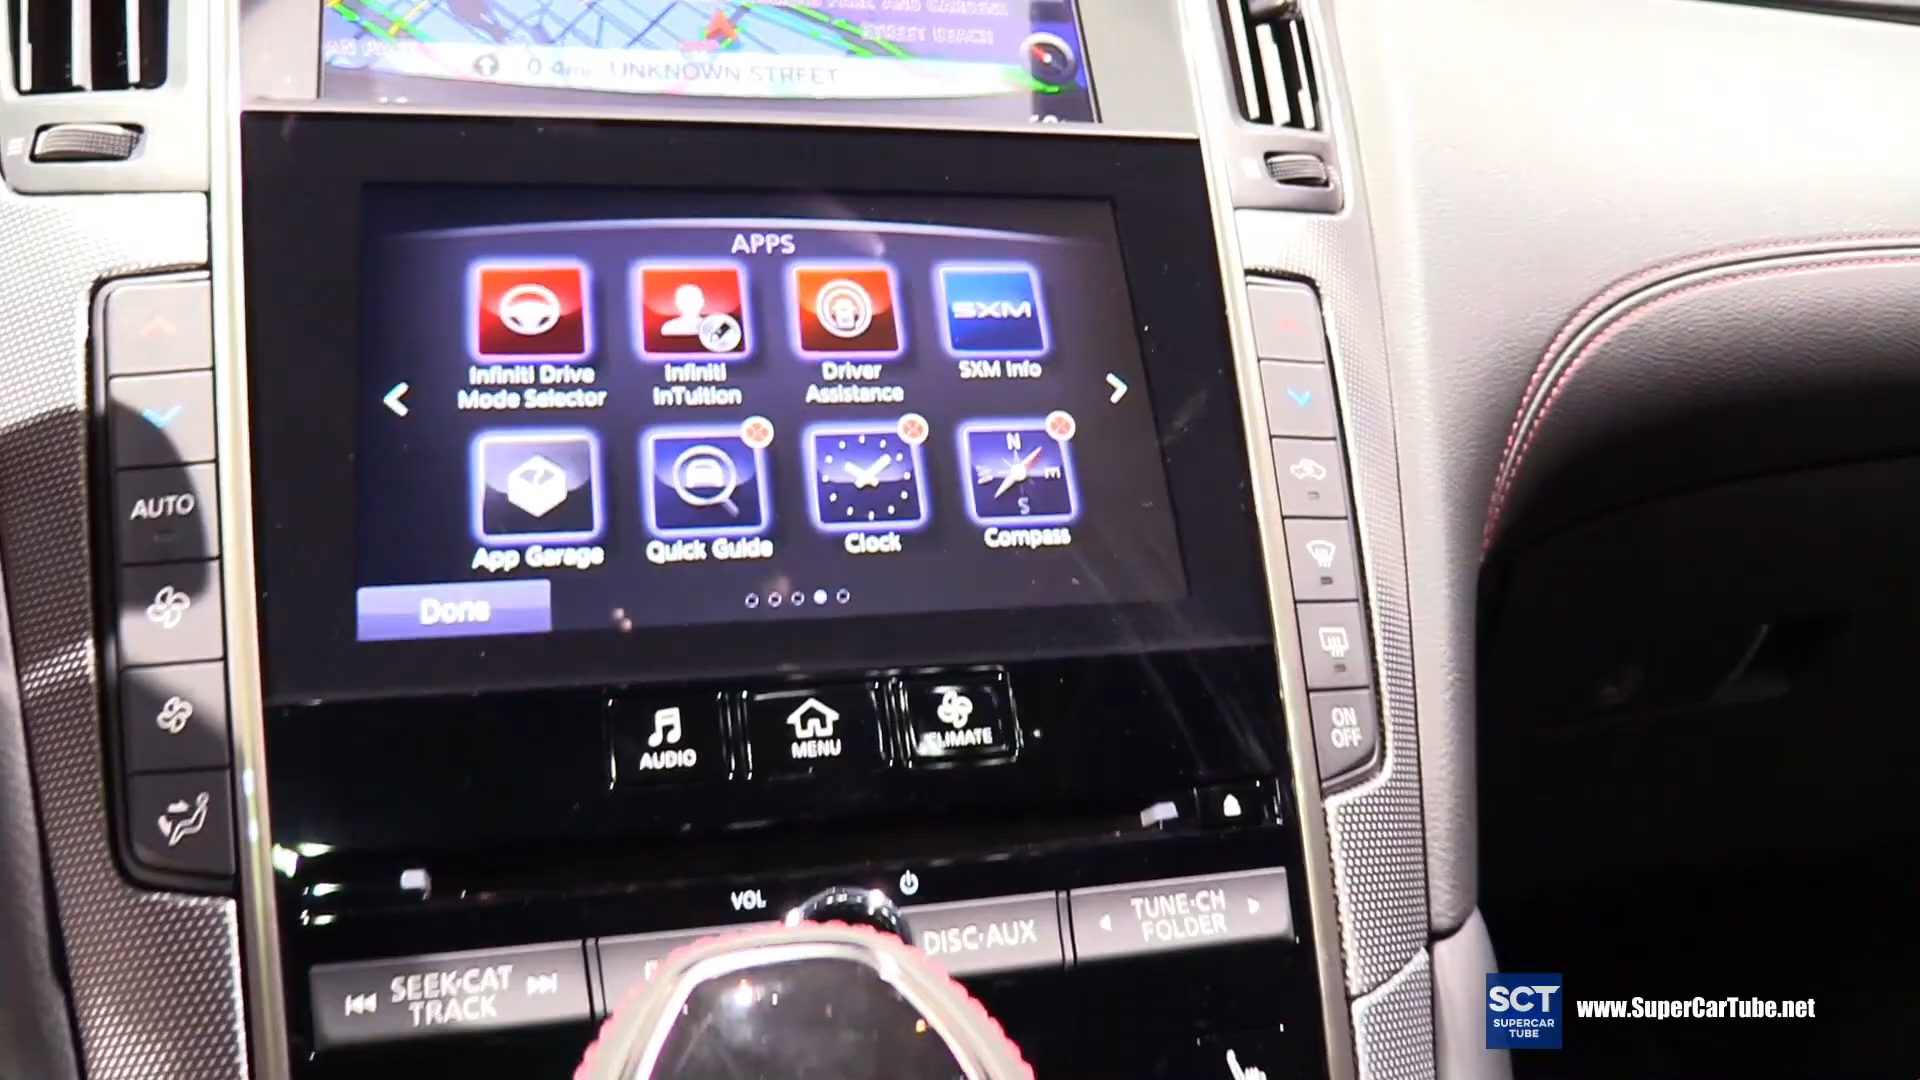 STREET BEACH
0.4mi UNKNOWN STREET
APPS
Infiniti Drive
Mode Selector
Infiniti
InTuition
Driver
Assistance
SXM
SXM Info
App Garage
Quick Guide
Clock
N
W E
S
Compass
Done
AUTO
AUDIO
MENU
CLIMATE
ON
OFF
VOL
SEEK·CAT
TRACK
DISC·AUX
TUNE·CH
FOLDER
SCT
SUPERCAR
TUBE
www.SuperCarTube.net